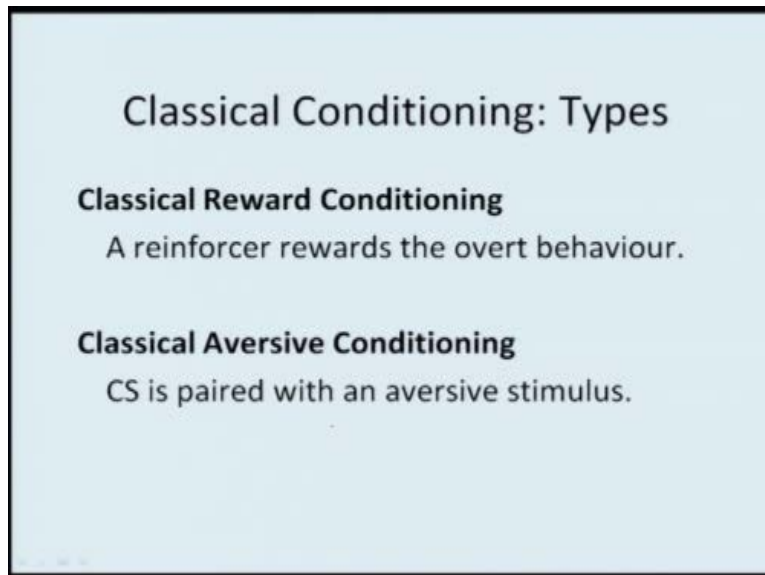 Classical Conditioning: Types
Classical Reward Conditioning
A reinforcer rewards the overt behaviour.
Classical Aversive Conditioning
CS is paired with an aversive stimulus.